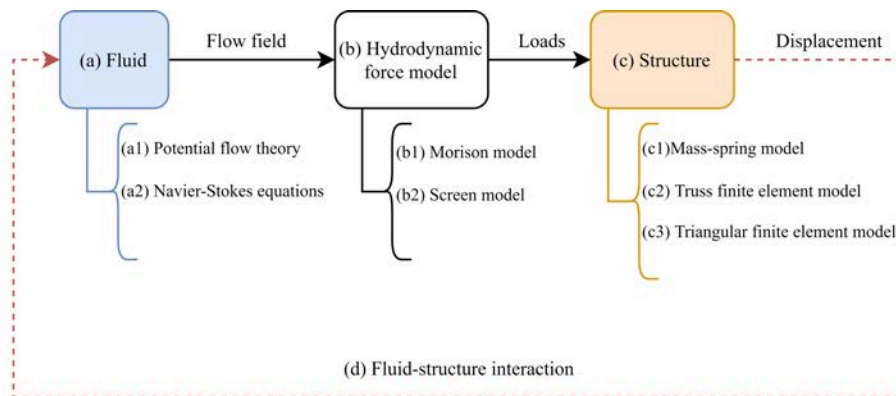 Flow field
Loads
Displacement
(a) Fluid
(b) Hydrodynamic
force model
(c) Structure
(a1) Potential flow theory
(a2) Navier-Stokes equations
(b1) Morison model
(b2) Screen model
(c1)Mass-spring model
(c2) Truss finite element model
(c3) Triangular finite element model
(d) Fluid-structure interaction